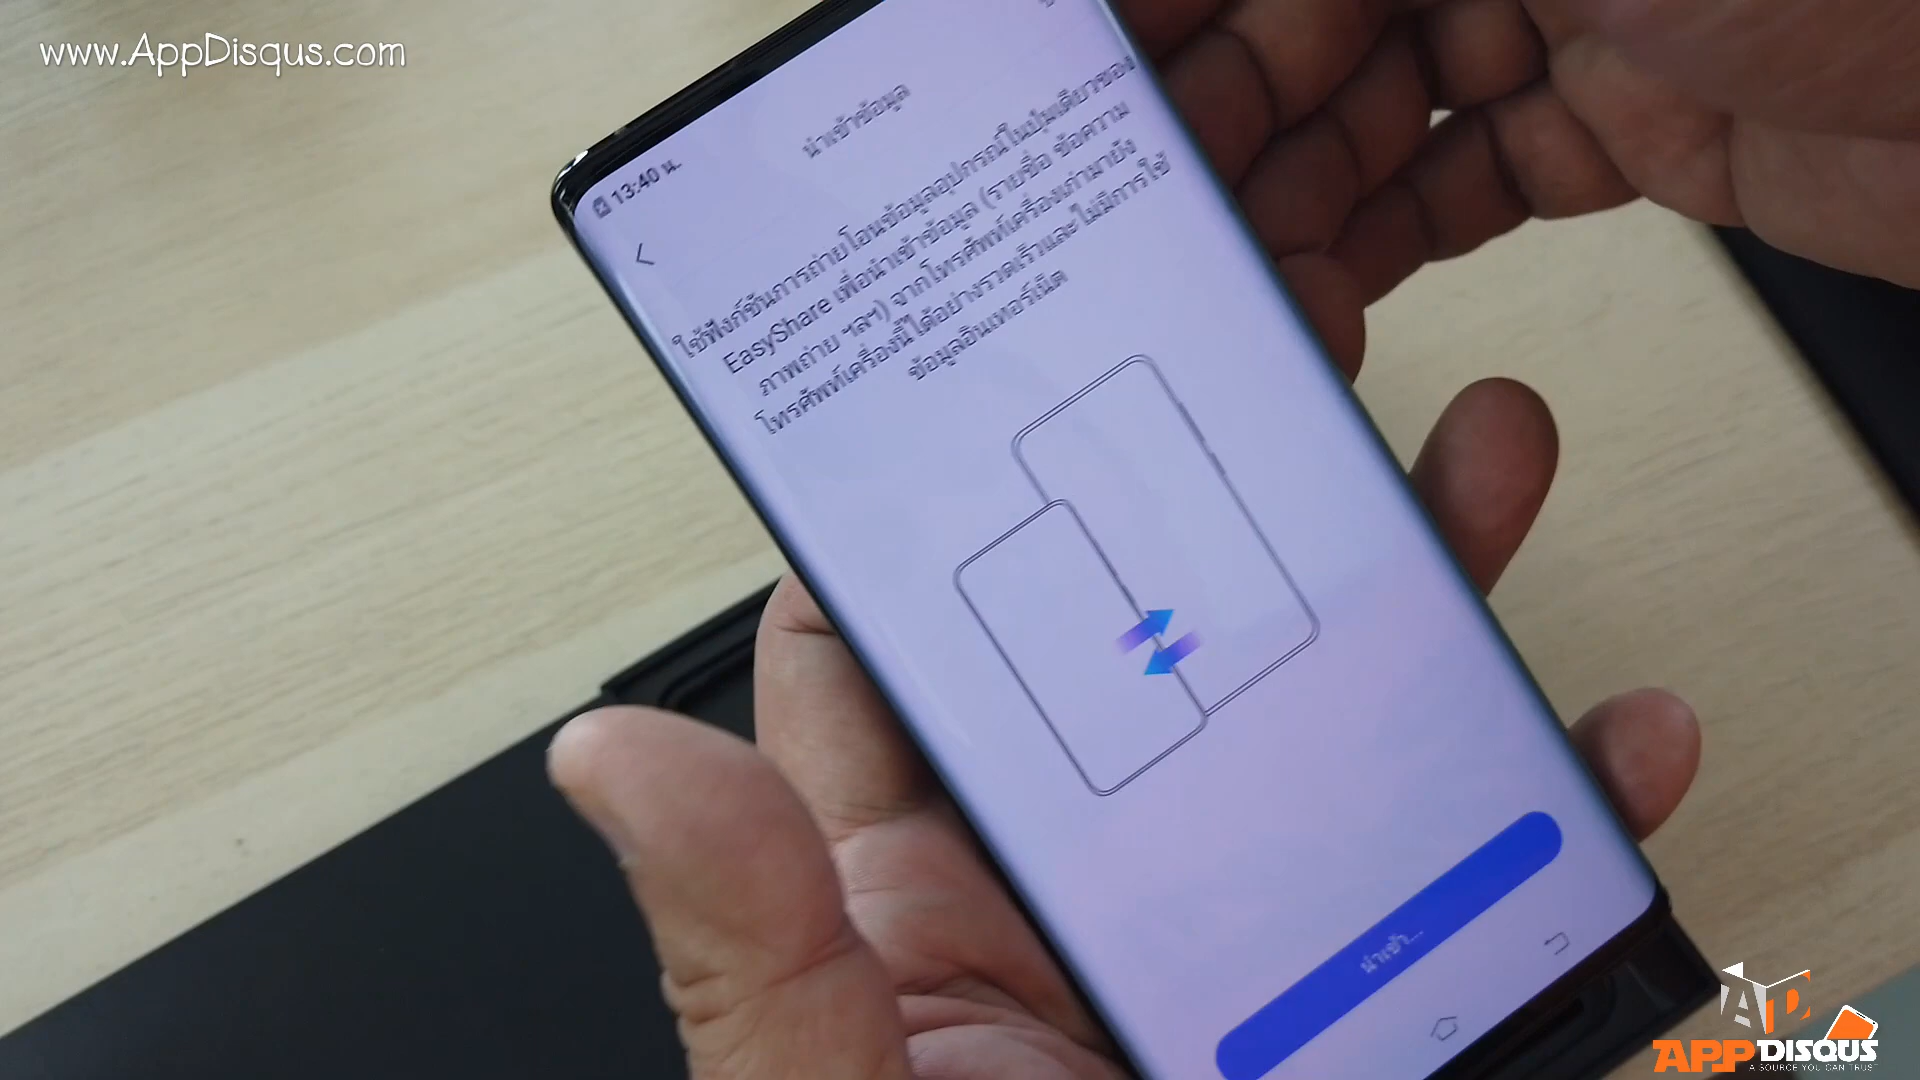 www.AppDisqus.com
13:40 น.
นำเข้าข้อมูล
ใช้ฟังก์ชันการถ่ายโอนข้อมูลอุปกรณ์ในปุ่มเดียวของ
EasyShare เพื่อนำเข้าข้อมูล (รายชื่อ ข้อความ
ภาพถ่าย ฯลฯ) จากโทรศัพท์เครื่องเก่ามายัง
โทรศัพท์เครื่องนี้ได้อย่างรวดเร็วและ ไม่มีการใช้
ข้อมูลอินเทอร์เน็ต
นำเข้า...
AD
APPDISQUS
A SOURCE YOU CAN TRUST